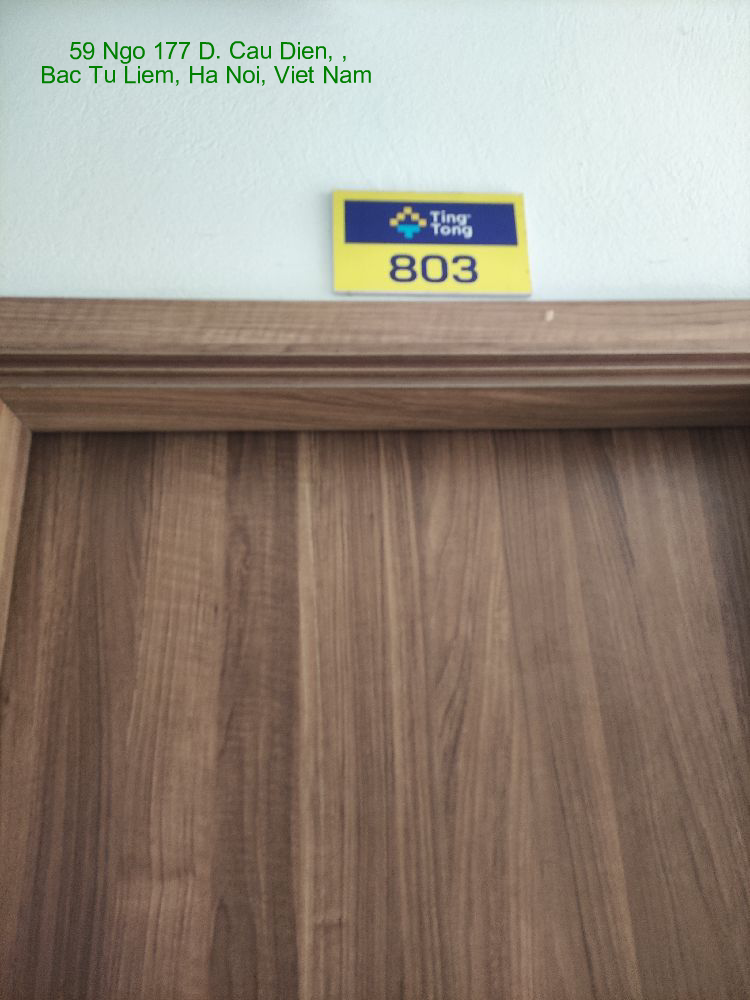 59 Ngo 177 D. Cau Dien, ,
Bac Tu Liem, Ha Noi, Viet Nam
Ting
Tong
803